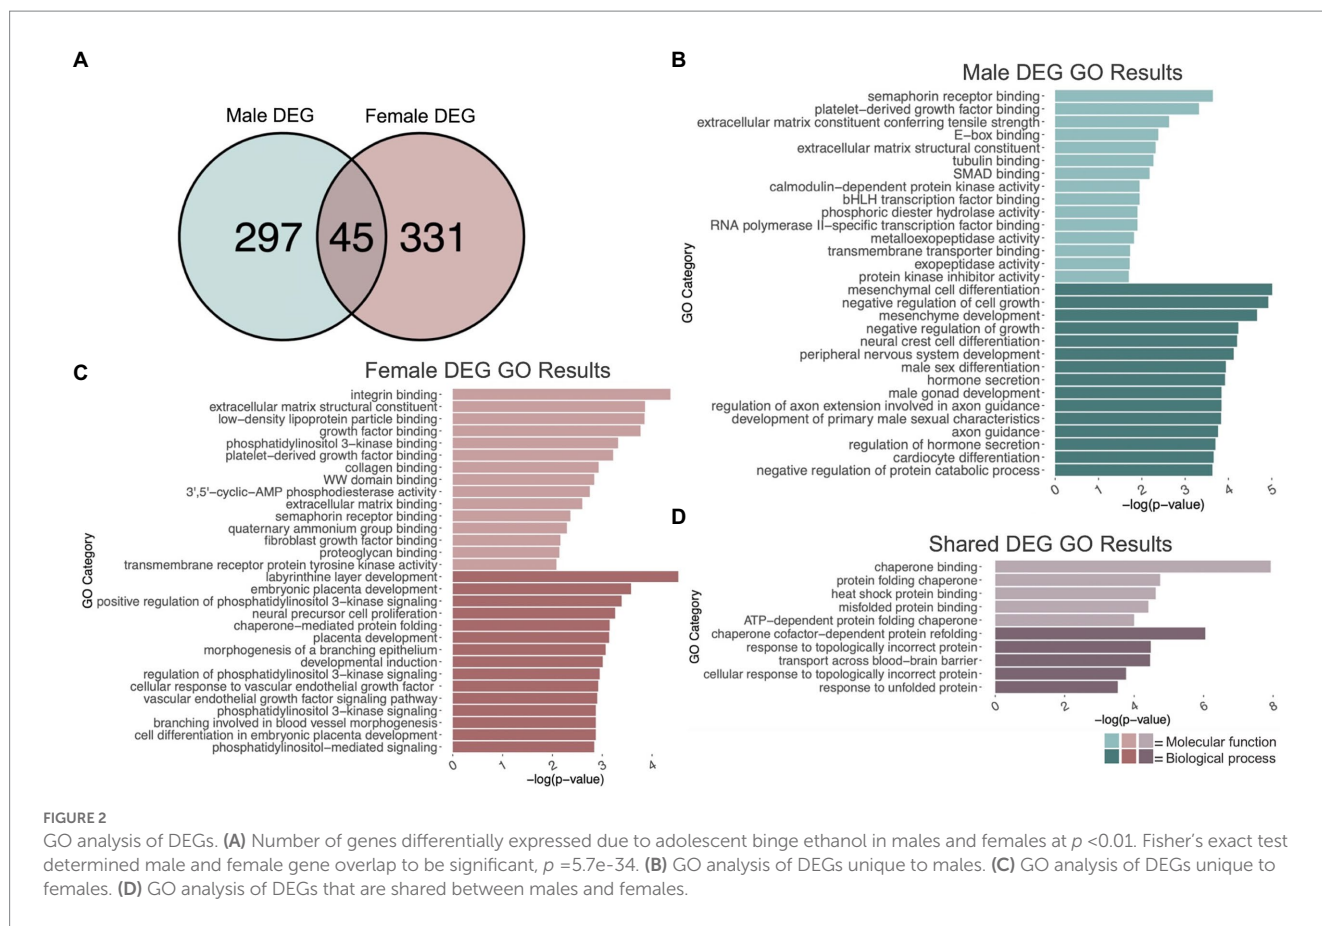 A
Male DEG
Female DEG
297
45
331
B
Male DEG GO Results
semaphorin receptor binding
platelet-derived growth factor binding
extracellular matrix constituent conferring tensile strength
E-box binding
extracellular matrix structural constituent
tubulin binding
SMAD binding
calmodulin-dependent protein kinase activity
bHLH transcription factor binding
phosphoric diester hydrolase activity
RNA polymerase II-specific transcription factor binding
metalloexopeptidase activity
transmembrane transporter binding
exopeptidase activity
protein kinase inhibitor activity
mesenchymal cell differentiation
negative regulation of cell growth
mesenchyme development
negative regulation of growth
neural crest cell differentiation
peripheral nervous system development
male sex differentiation
hormone secretion
male gonad development
regulation of axon extension involved in axon guidance
development of primary male sexual characteristics
axon guidance
regulation of hormone secretion
cardiocyte differentiation
negative regulation of protein catabolic process
GO Category
0 1 2 3 4 5
-log(p-value)
C
Female DEG GO Results
integrin binding
extracellular matrix structural constituent
low-density lipoprotein particle binding
growth factor binding
phosphatidylinositol 3-kinase binding
platelet-derived growth factor binding
collagen binding
WW domain binding
3',5'-cyclic-AMP phosphodiesterase activity
extracellular matrix binding
semaphorin receptor binding
quaternary ammonium group binding
fibroblast growth factor binding
proteoglycan binding
transmembrane receptor protein tyrosine kinase activity
labyrinthine layer development
embryonic placenta development
positive regulation of phosphatidylinositol 3-kinase signaling
neural precursor cell proliferation
chaperone-mediated protein folding
placenta development
morphogenesis of a branching epithelium
developmental induction
regulation of phosphatidylinositol 3-kinase signaling
cellular response to vascular endothelial growth factor
vascular endothelial growth factor signaling pathway
phosphatidylinositol 3-kinase signaling
branching involved in blood vessel morphogenesis
cell differentiation in embryonic placenta development
phosphatidylinositol-mediated signaling
GO Category
0 1 2 3 4
-log(p-value)
D
Shared DEG GO Results
chaperone binding
protein folding chaperone
heat shock protein binding
misfolded protein binding
ATP-dependent protein folding chaperone
chaperone cofactor-dependent protein refolding
response to topologically incorrect protein
transport across blood-brain barrier
cellular response to topologically incorrect protein
response to unfolded protein
GO Category
0 2 4 6 8
-log(p-value)
= Molecular function
= Biological process
FIGURE 2
GO analysis of DEGs. (A) Number of genes differentially expressed due to adolescent binge ethanol in males and females at p <0.01. Fisher's exact test
determined male and female gene overlap to be significant, p =5.7e-34. (B) GO analysis of DEGs unique to males. (C) GO analysis of DEGs unique to
females. (D) GO analysis of DEGs that are shared between males and females.